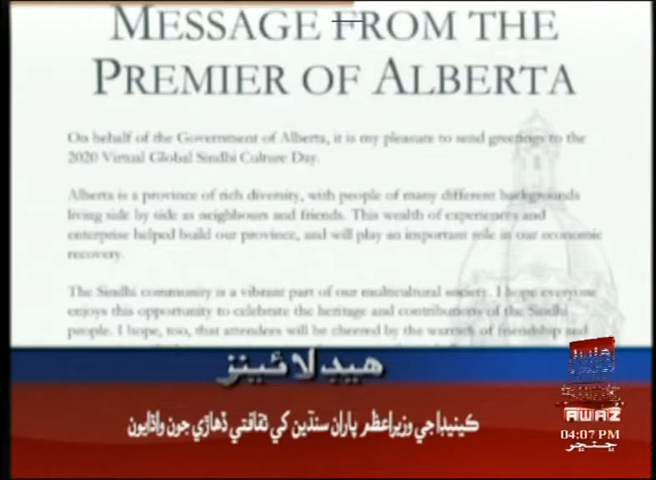 MESSAGE FROM THE
PREMIER OF ALBERTA
On behalf of the Government of Alberta, it is my pleasure to send greetings to the
2020 Virtual Global Sindhi Culture Day.
Alberta is a province of rich diversity, with people of many different backgrounds
living side by side as neighbours and friends. This wealth of experiences and
enterprise helped build our province, and will play an important role in our economic
recovery.
The Sindhi community is a vibrant part of our multicultural society. I hope everyone
enjoys this opportunity to celebrate the heritage and contributions of the Sindhi
people. I hope, too, that attendees will be cheered by the warmth of friendship and
هيڊ لائينز
ڪينيڊا جي وزيراعظم پاران سنڌين کي ثقافتي ڏهاڙي جون واڌايون
AWAZ
04:07 PM
ڇنڇر